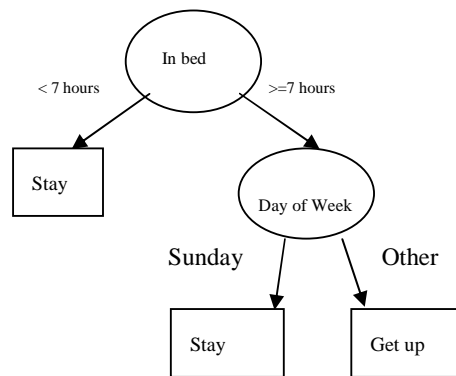 In bed
< 7 hours
>=7 hours
Stay
Day of Week
Sunday
Other
Stay
Get up